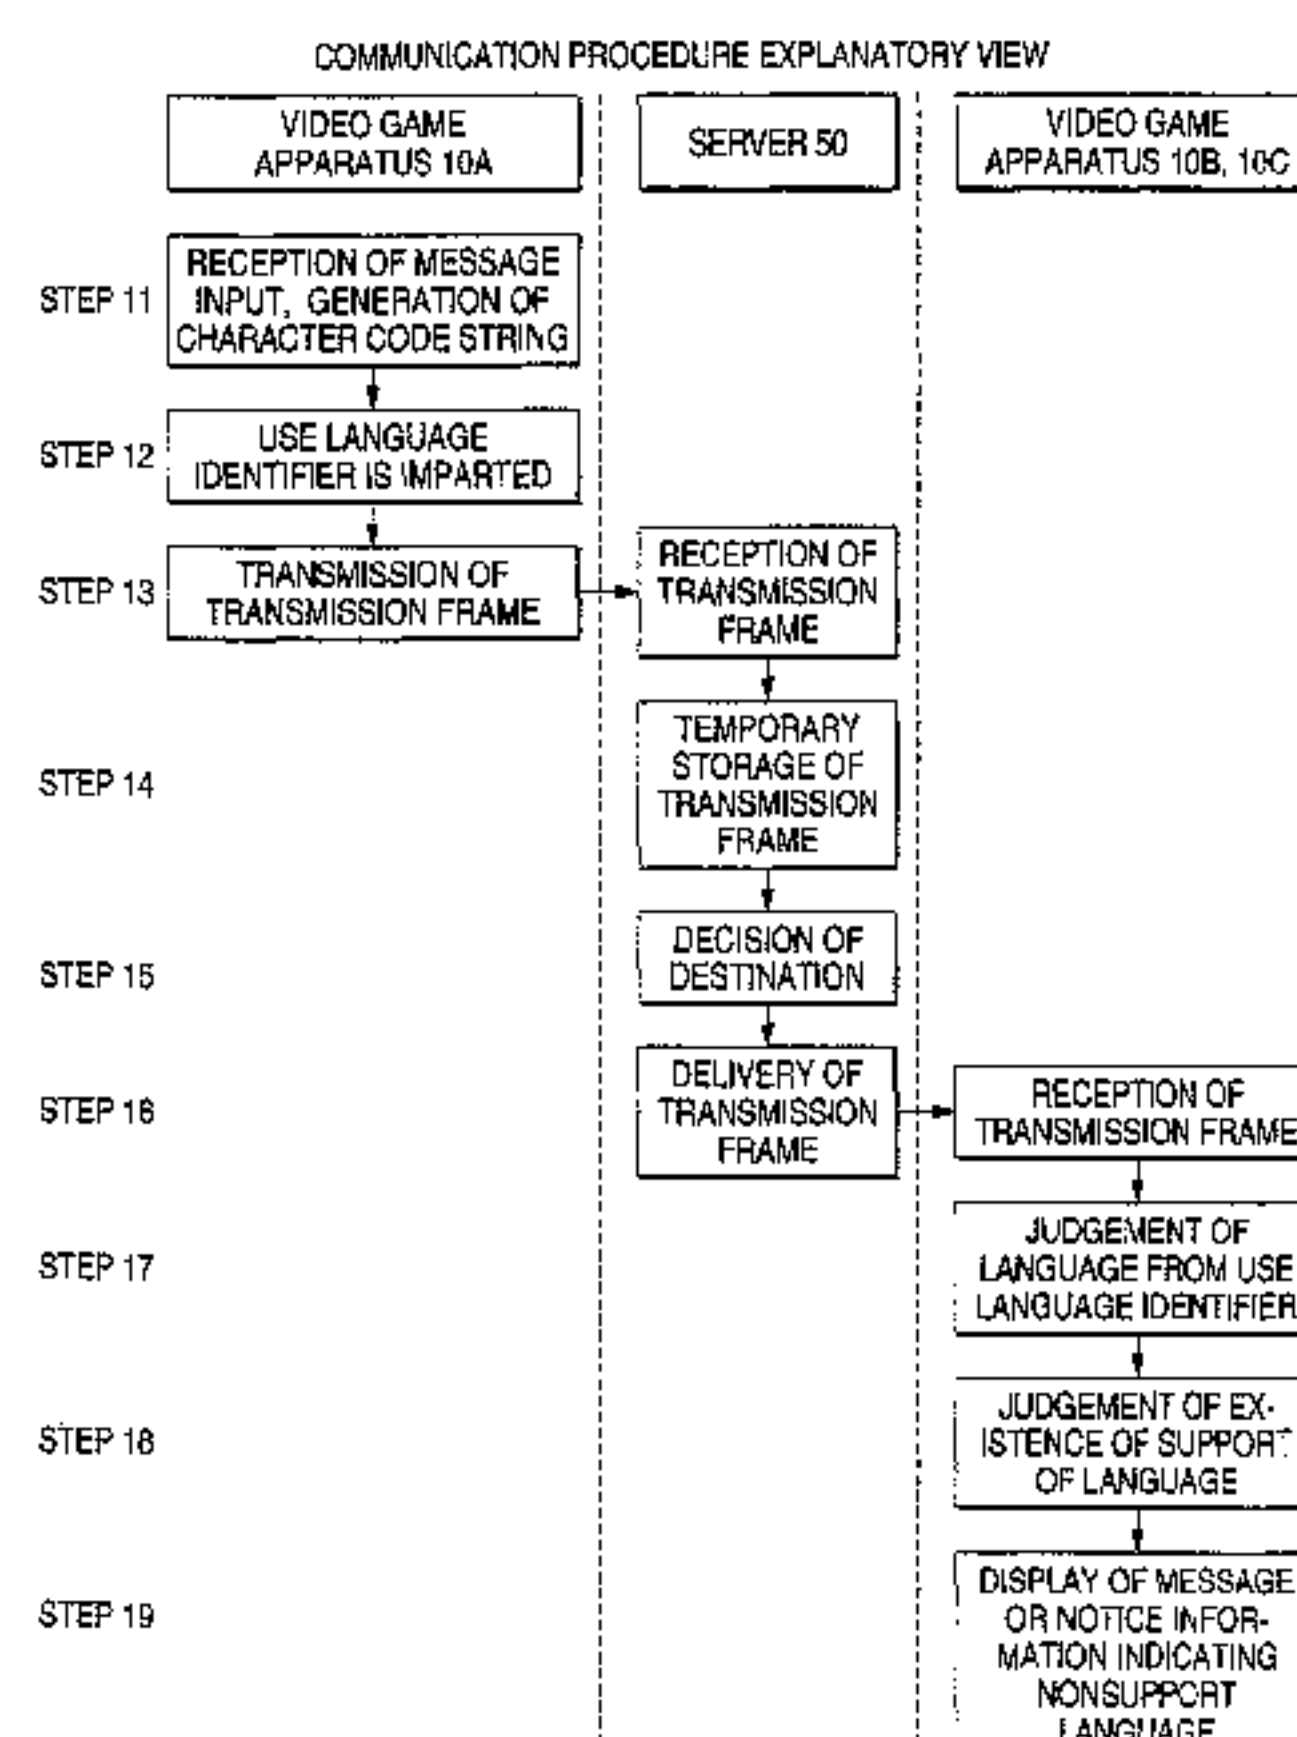 COMMUNICATION PROCEDURE EXPLANATORY VIEW
VIDEO GAME
APPARATUS 10A
SERVER 50
VIDEO GAME
APPARATUS 10B, 10C
STEP 11
RECEPTION OF MESSAGE
INPUT, GENERATION OF
CHARACTER CODE STRING
STEP 12
USE LANGUAGE
IDENTIFIER IS IMPARTED
STEP 13
TRANSMISSION OF
TRANSMISSION FRAME
RECEPTION OF
TRANSMISSION
FRAME
STEP 14
TEMPORARY
STORAGE OF
TRANSMISSION
FRAME
STEP 15
DECISION OF
DESTINATION
STEP 16
DELIVERY OF
TRANSMISSION
FRAME
RECEPTION OF
TRANSMISSION FRAME
STEP 17
JUDGEMENT OF
LANGUAGE FROM USE
LANGUAGE IDENTIFIER
STEP 18
JUDGEMENT OF EX-
ISTENCE OF SUPPORT
OF LANGUAGE
STEP 19
DISPLAY OF MESSAGE
OR NOTICE INFOR-
MATION INDICATING
NONSUPPORT
LANGUAGE